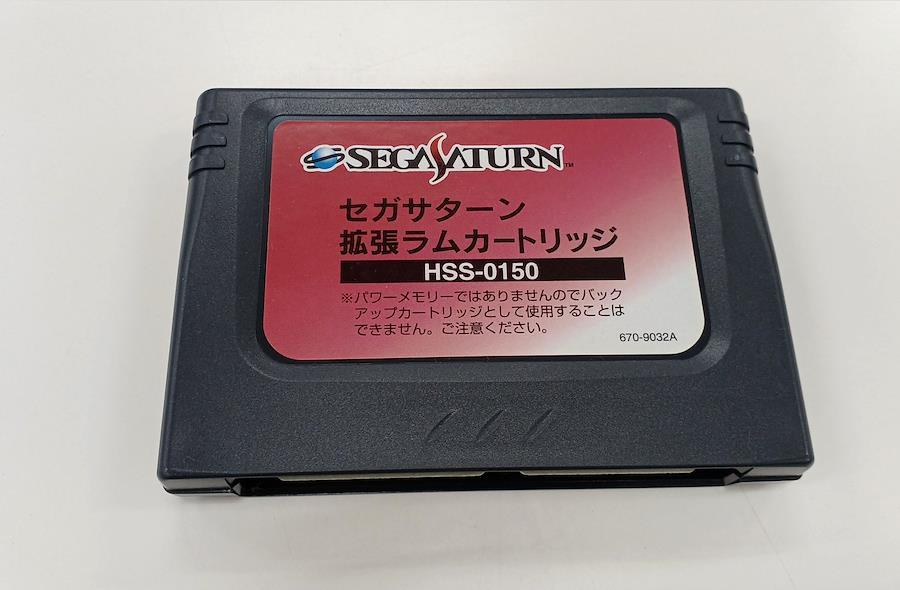 SEGA SATURN™
セガサターン
拡張ラムカートリッジ
HSS-0150
※パワーメモリーではありませんのでバック
アップカートリッジとして使用することは
できません。ご注意ください。
670-9032A